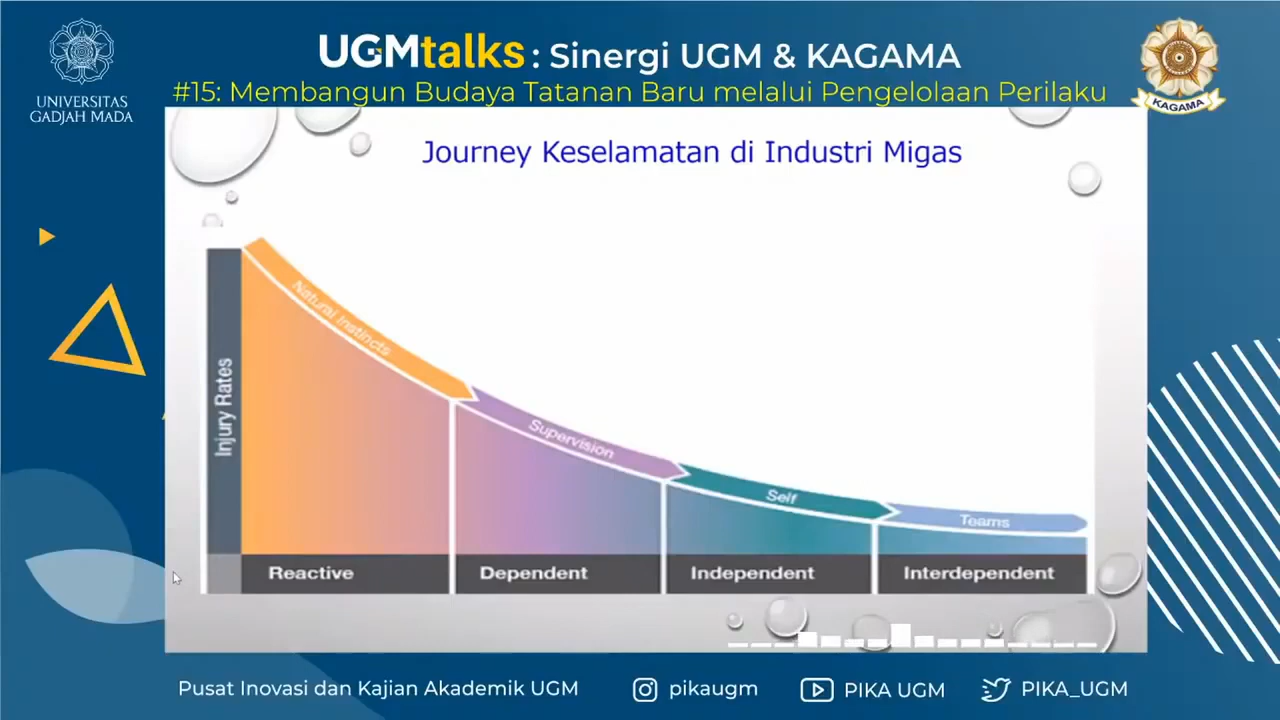 UNIVERSITAS
GADJAH MADA
UGMtalks : Sinergi UGM & KAGAMA
#15: Membangun Budaya Tatanan Baru melalui Pengelolaan Perilaku
KAGAMA
Journey Keselamatan di Industri Migas
Injury Rates
Natural Instincts
Supervision
Self
Teams
Reactive
Dependent
Independent
Interdependent
Pusat Inovasi dan Kajian Akademik UGM
pikaugm
PIKA UGM
PIKA_UGM